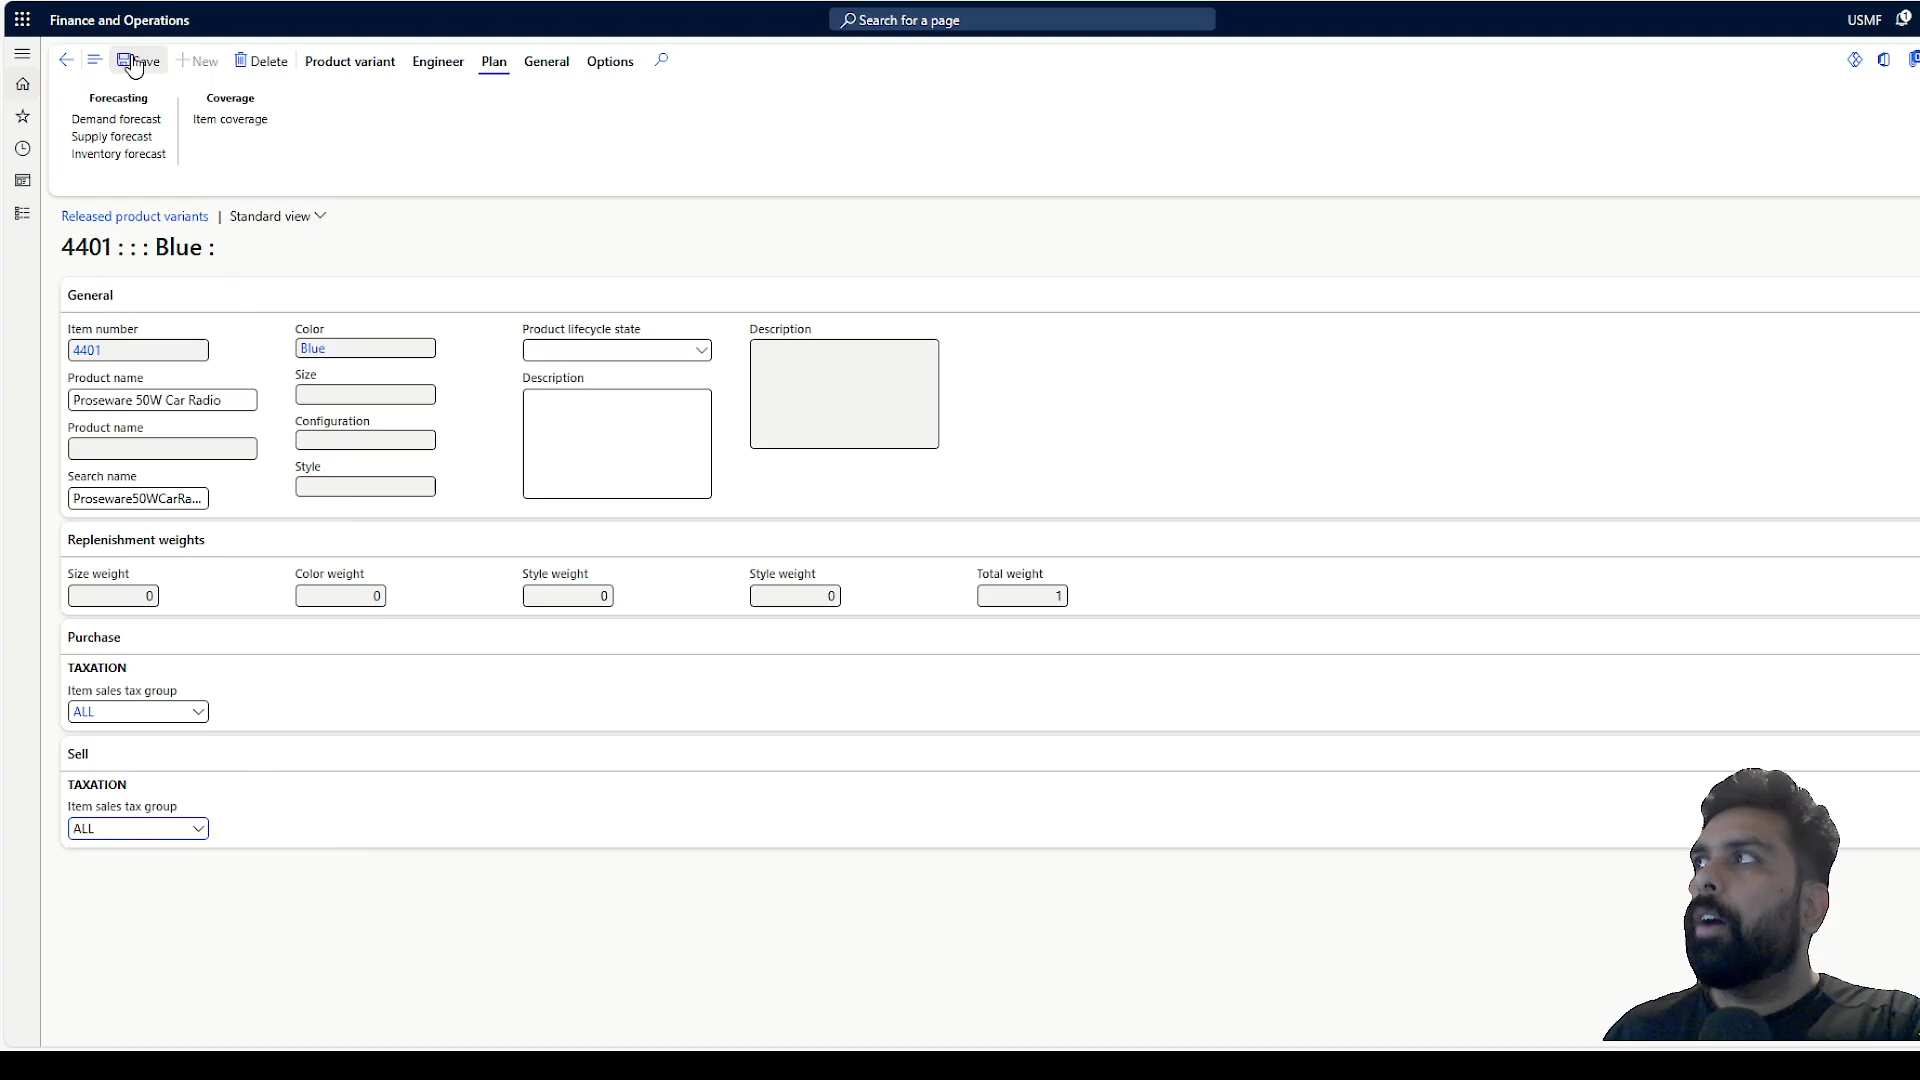 Finance and Operations
Search for a page
USMF
1
Save
New
Delete
Product variant
Engineer
Plan
General
Options
Forecasting
Demand forecast
Supply forecast
Inventory forecast
Coverage
Item coverage
Released product variants | Standard view
4401 : : : Blue :
General
Item number
4401
Product name
Proseware 50W Car Radio
Product name
Search name
Proseware50WCarRa...
Color
Blue
Size
Configuration
Style
Product lifecycle state
Description
Description
Replenishment weights
Size weight
0
Color weight
0
Style weight
0
Style weight
0
Total weight
1
Purchase
TAXATION
Item sales tax group
ALL
Sell
TAXATION
Item sales tax group
ALL